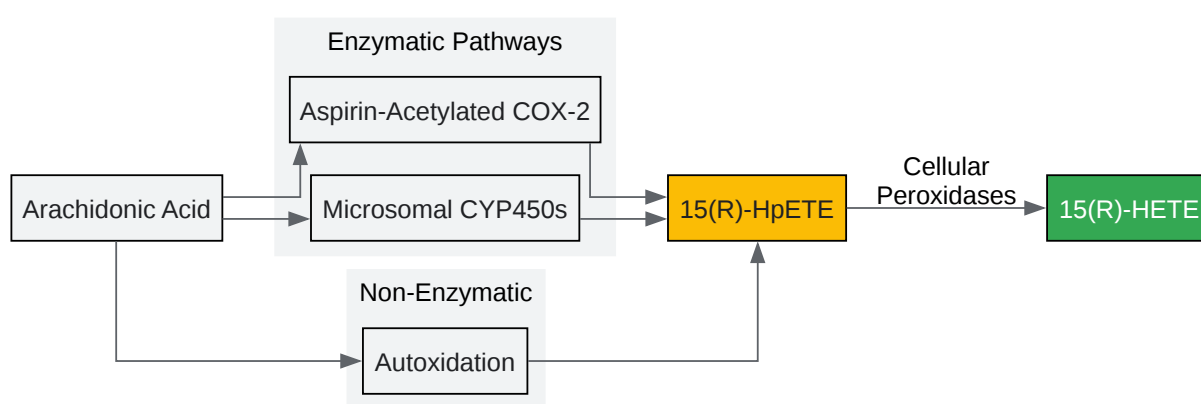 Enzymatic Pathways
Aspirin-Acetylated COX-2
Arachidonic Acid
Microsomal CYP450s
15(R)-HpETE
Cellular
Peroxidases
15(R)-HETE
Non-Enzymatic
Autoxidation